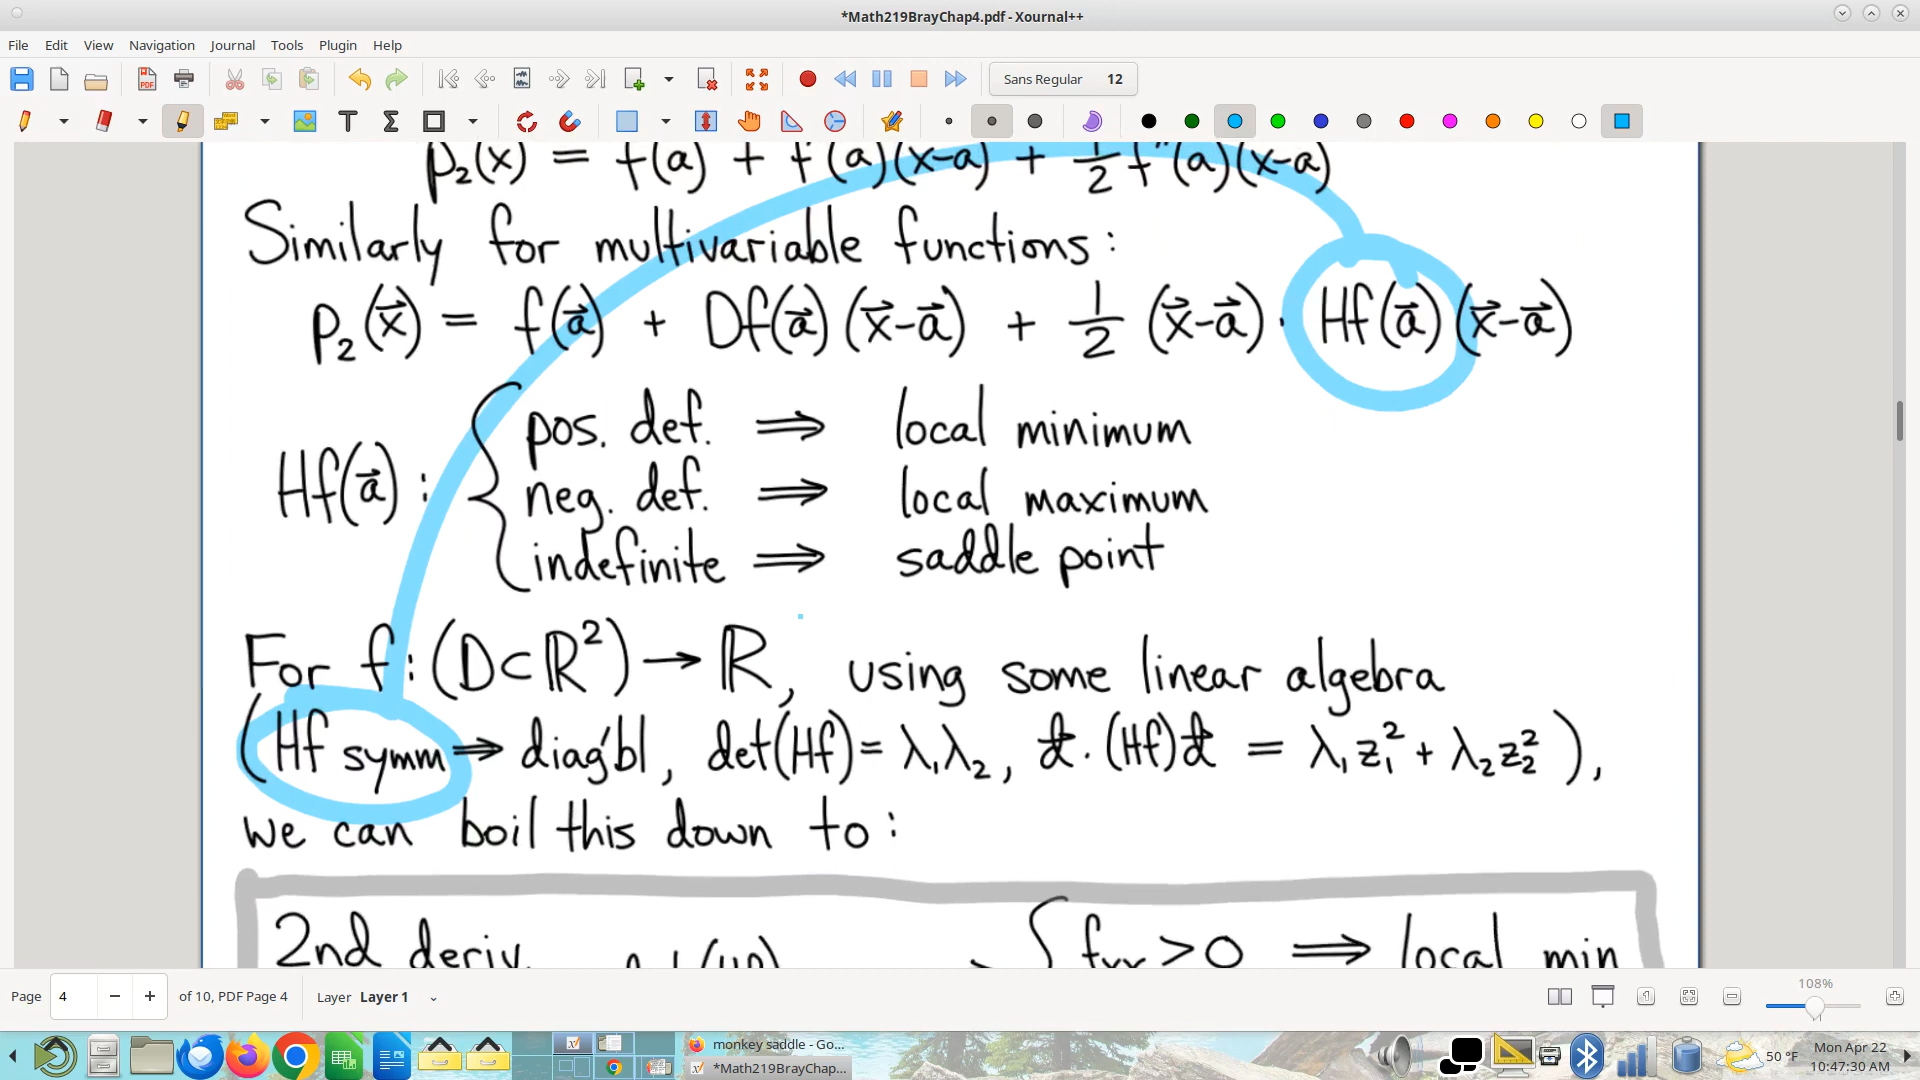 *Math219BrayChap4.pdf - Xournal++
File Edit View Navigation Journal Tools Plugin Help
Sans Regular 12
p₂(x) = f(a) + f'(a)(x-a) + 1/2 f"(a)(x-a)
Similarly for multivariable functions:
p₂(x⃗) = f(a⃗) + Df(a⃗)(x⃗-a⃗) + 1/2 (x⃗-a⃗) · Hf(a⃗)(x⃗-a⃗)
Hf(a⃗) : { pos. def. ⟹ local minimum
neg. def. ⟹ local maximum
indefinite ⟹ saddle point
For f: (D⊂ℝ²) → ℝ, using some linear algebra
(Hf symm ⟹ diag'bl, det(Hf) = λ₁λ₂, · (Hf) = λ₁z₁² + λ₂z₂²),
we can boil this down to:
2nd deriv. { fxx > 0 ⟹ local min
Page 4 of 10, PDF Page 4 Layer Layer 1 108%
monkey saddle - Go...
*Math219BrayChap...
50 °F
Mon Apr 22
10:47:30 AM